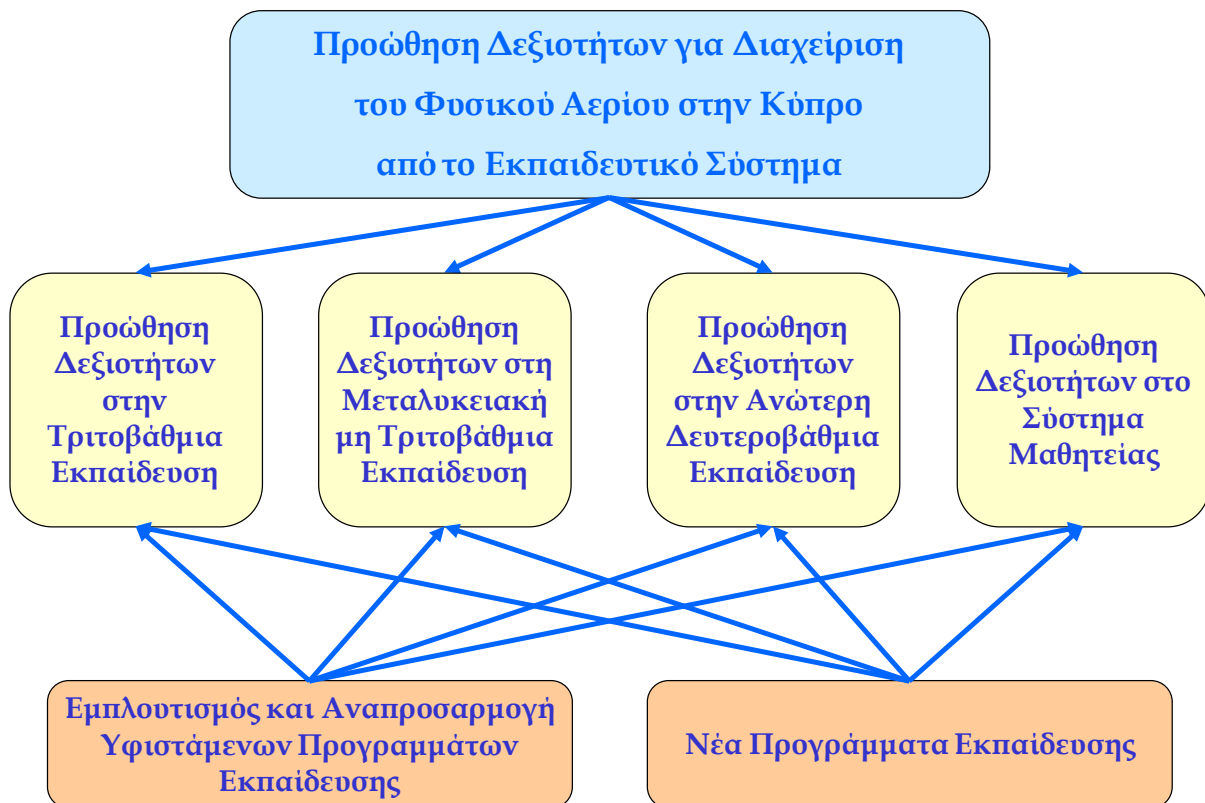 Προώθηση Δεξιοτήτων για Διαχείριση
του Φυσικού Αερίου στην Κύπρο
από το Εκπαιδευτικό Σύστημα
Προώθηση
Δεξιοτήτων
στην
Τριτοβάθμια
Εκπαίδευση
Προώθηση
Δεξιοτήτων στη
Μεταλυκειακή
μη Τριτοβάθμια
Εκπαίδευση
Προώθηση
Δεξιοτήτων
στην Ανώτερη
Δευτεροβάθμια
Εκπαίδευση
Προώθηση
Δεξιοτήτων στο
Σύστημα
Μαθητείας
Εμπλουτισμός και Αναπροσαρμογή
Υφιστάμενων Προγραμμάτων
Εκπαίδευσης
Νέα Προγράμματα Εκπαίδευσης